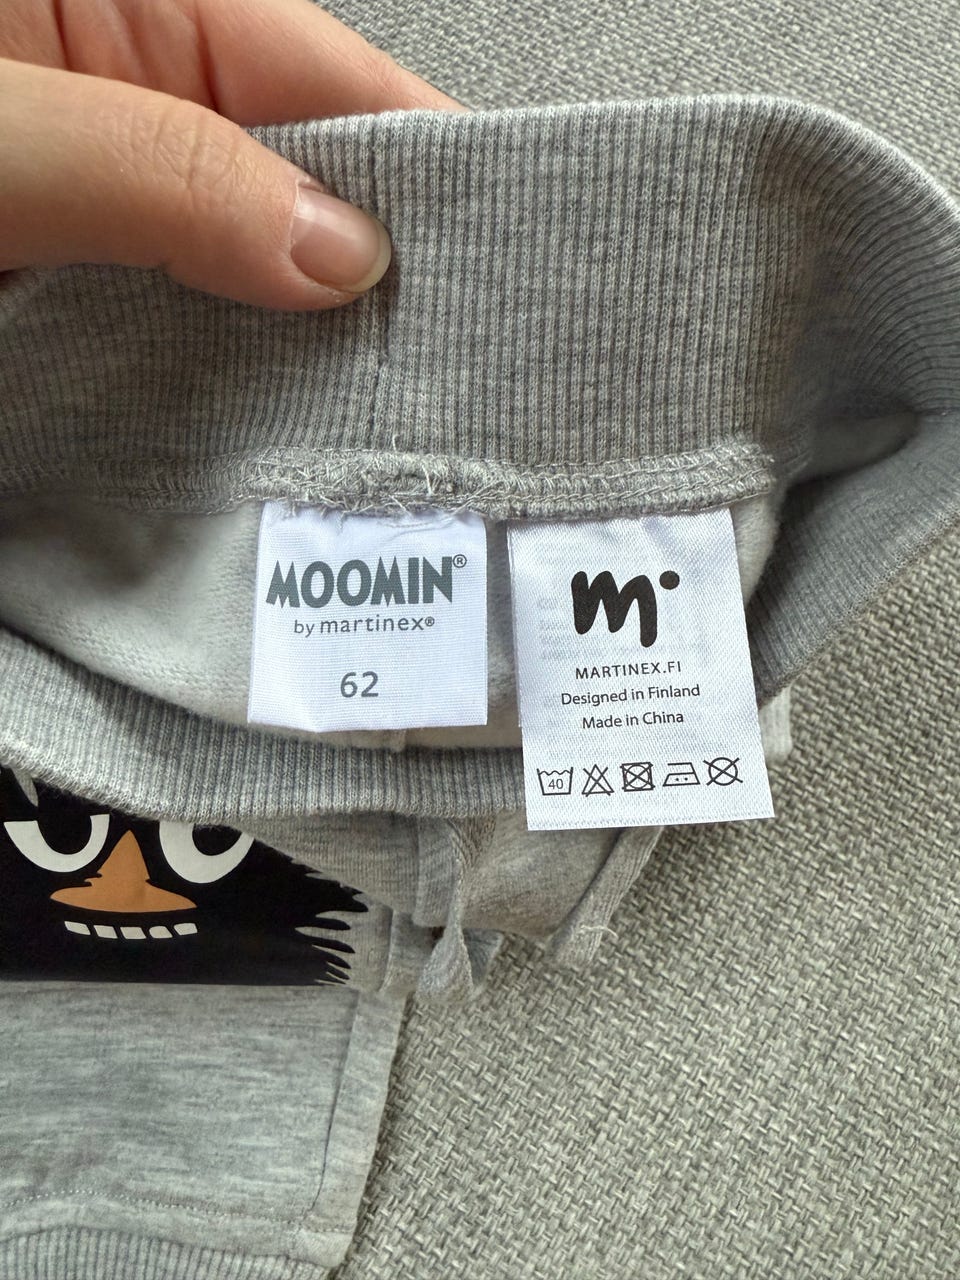 MOOMIN®
by martinex®
62
m
MARTINEX.FI
Designed in Finland
Made in China
40